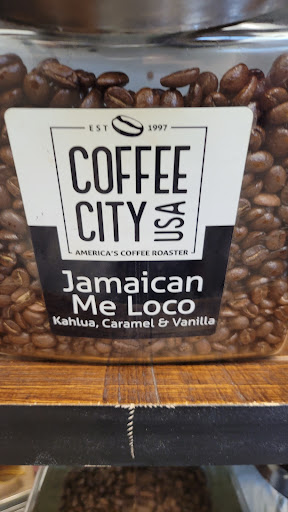 EST 1997
COFFEE
CITY USA
AMERICA'S COFFEE ROASTER
Jamaican
Me Loco
Kahlua, Caramel & Vanilla